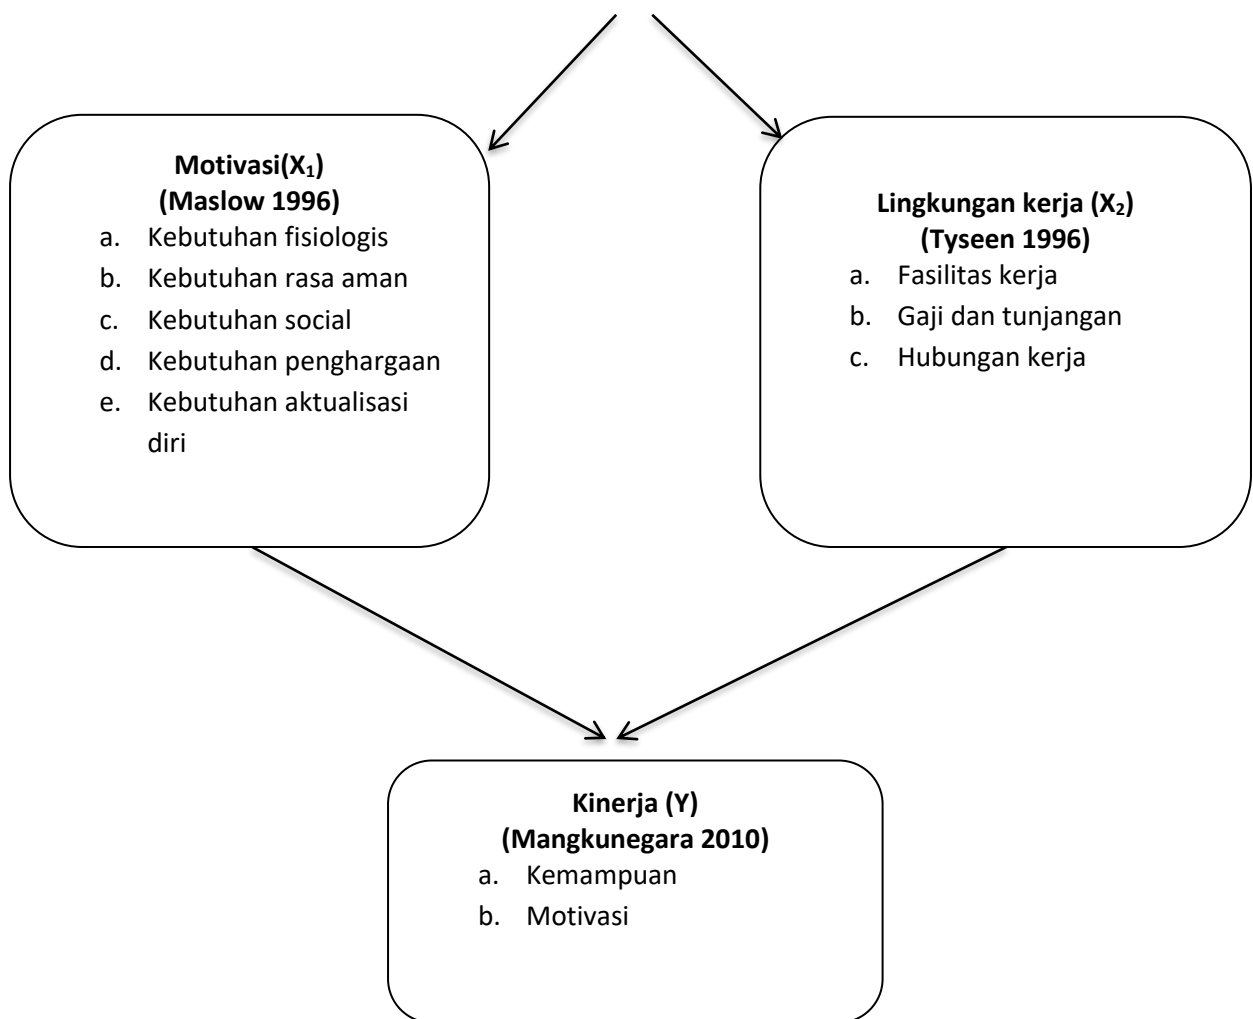 Motivasi(X₁)
(Maslow 1996)
a. Kebutuhan fisiologis
b. Kebutuhan rasa aman
c. Kebutuhan social
d. Kebutuhan penghargaan
e. Kebutuhan aktualisasi
diri
Lingkungan kerja (X₂)
(Tyseen 1996)
a. Fasilitas kerja
b. Gaji dan tunjangan
c. Hubungan kerja
Kinerja (Y)
(Mangkunegara 2010)
a. Kemampuan
b. Motivasi